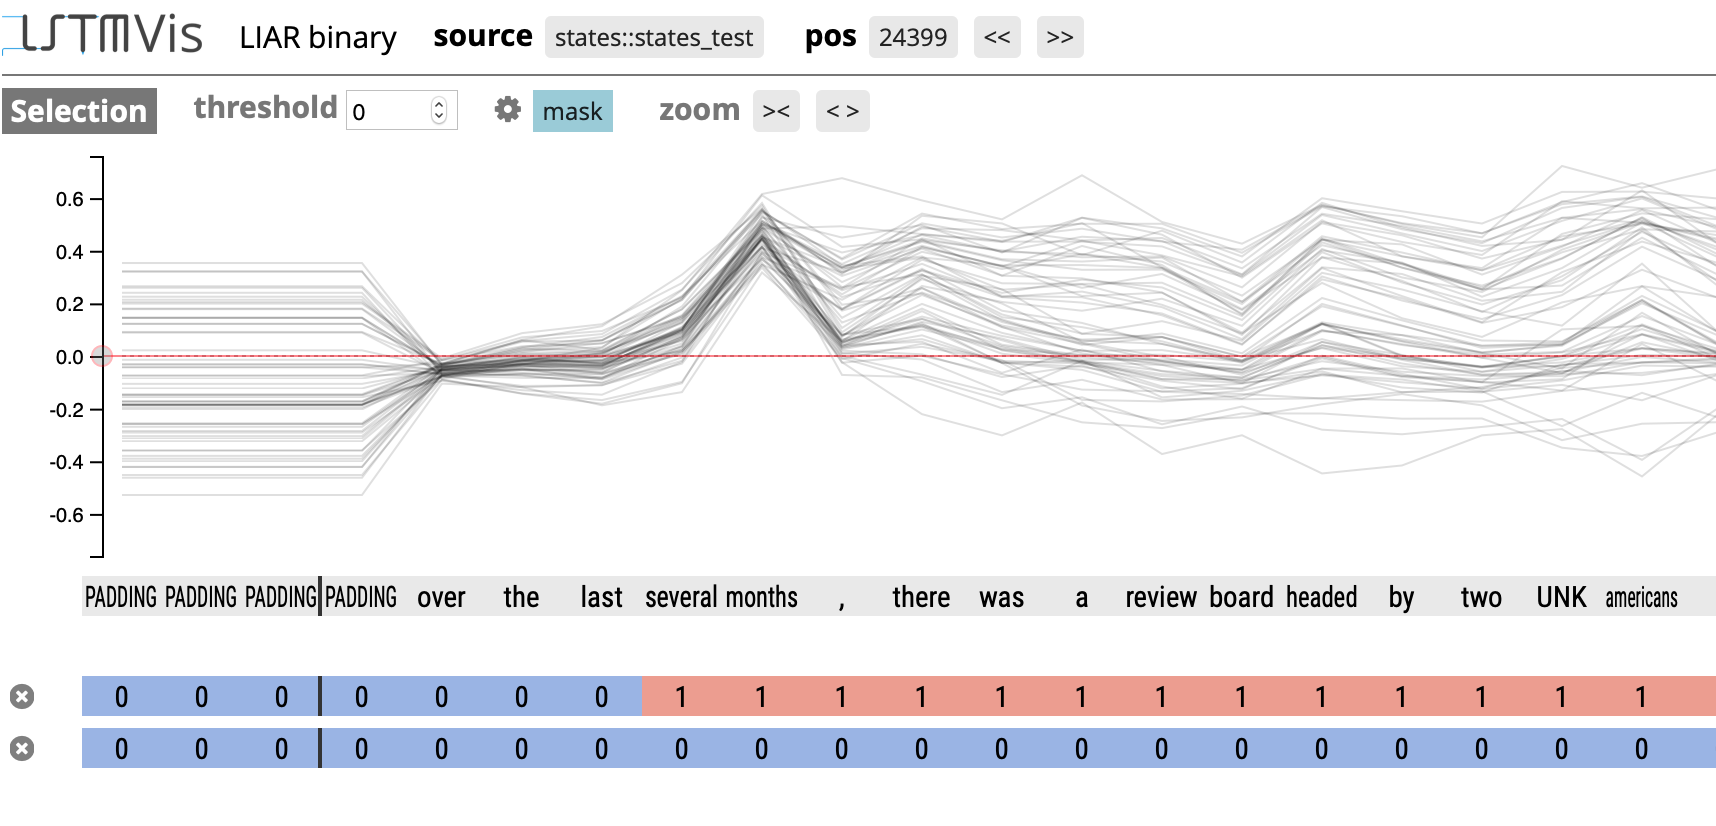 LSTMVis LIAR binary source states::states_test pos 24399 << >>
Selection threshold 0 mask zoom >< < >
0.6
0.4
0.2
0.0
-0.2
-0.4
-0.6
PADDING PADDING PADDING PADDING over the last several months , there was a review board headed by two UNK americans
0 0 0 0 0 0 0 1 1 1 1 1 1 1 1 1 1 1 1 1
0 0 0 0 0 0 0 0 0 0 0 0 0 0 0 0 0 0 0 0